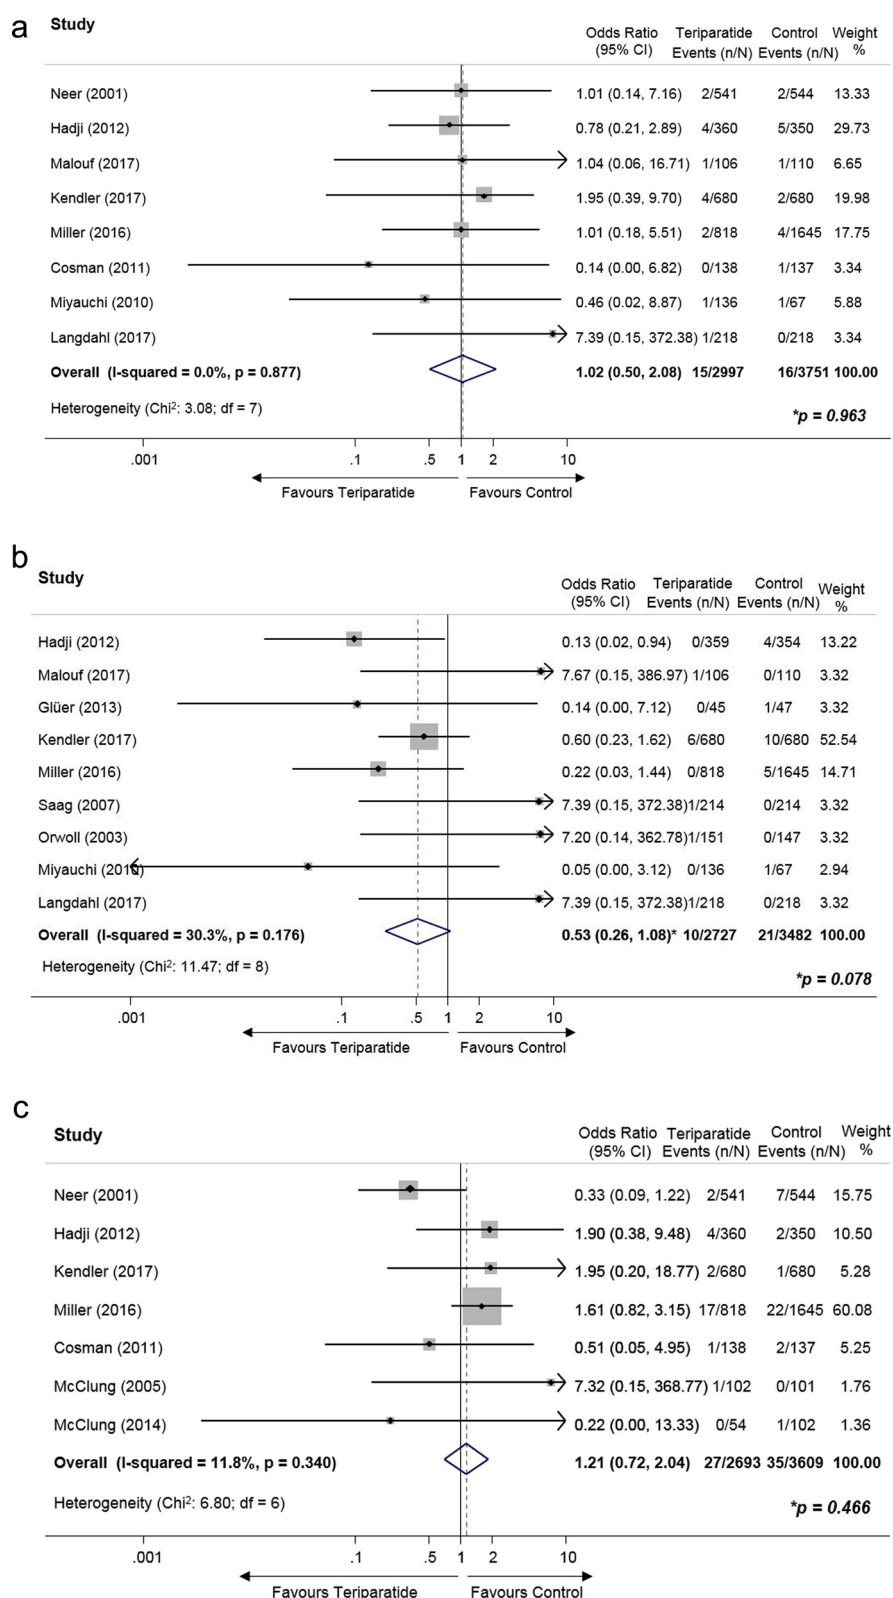 a
Study
Odds Ratio Teriparatide Control Weight
(95% CI) Events (n/N) Events (n/N) %
Neer (2001) 1.01 (0.14, 7.16) 2/541 2/544 13.33
Hadji (2012) 0.78 (0.21, 2.89) 4/360 5/350 29.73
Malouf (2017) 1.04 (0.06, 16.71) 1/106 1/110 6.65
Kendler (2017) 1.95 (0.39, 9.70) 4/680 2/680 19.98
Miller (2016) 1.01 (0.18, 5.51) 2/818 4/1645 17.75
Cosman (2011) 0.14 (0.00, 6.82) 0/138 1/137 3.34
Miyauchi (2010) 0.46 (0.02, 8.87) 1/136 1/67 5.88
Langdahl (2017) 7.39 (0.15, 372.38) 1/218 0/218 3.34
Overall (I-squared = 0.0%, p = 0.877) 1.02 (0.50, 2.08) 15/2997 16/3751 100.00
Heterogeneity (Chi²: 3.08; df = 7)
*p = 0.963
.001 .1 .5 1 2 10
Favours Teriparatide Favours Control
b
Study
Odds Ratio Teriparatide Control Weight
(95% CI) Events (n/N) Events (n/N) %
Hadji (2012) 0.13 (0.02, 0.94) 0/359 4/354 13.22
Malouf (2017) 7.67 (0.15, 386.97) 1/106 0/110 3.32
Glüer (2013) 0.14 (0.00, 7.12) 0/45 1/47 3.32
Kendler (2017) 0.60 (0.23, 1.62) 6/680 10/680 52.54
Miller (2016) 0.22 (0.03, 1.44) 0/818 5/1645 14.71
Saag (2007) 7.39 (0.15, 372.38)1/214 0/214 3.32
Orwoll (2003) 7.20 (0.14, 362.78)1/151 0/147 3.32
Miyauchi (2010) 0.05 (0.00, 3.12) 0/136 1/67 2.94
Langdahl (2017) 7.39 (0.15, 372.38)1/218 0/218 3.32
Overall (I-squared = 30.3%, p = 0.176) 0.53 (0.26, 1.08)* 10/2727 21/3482 100.00
Heterogeneity (Chi²: 11.47; df = 8)
*p = 0.078
.001 .1 .5 1 2 10
Favours Teriparatide Favours Control
c
Study
Odds Ratio Teriparatide Control Weight
(95% CI) Events (n/N) Events (n/N) %
Neer (2001) 0.33 (0.09, 1.22) 2/541 7/544 15.75
Hadji (2012) 1.90 (0.38, 9.48) 4/360 2/350 10.50
Kendler (2017) 1.95 (0.20, 18.77) 2/680 1/680 5.28
Miller (2016) 1.61 (0.82, 3.15) 17/818 22/1645 60.08
Cosman (2011) 0.51 (0.05, 4.95) 1/138 2/137 5.25
McClung (2005) 7.32 (0.15, 368.77) 1/102 0/101 1.76
McClung (2014) 0.22 (0.00, 13.33) 0/54 1/102 1.36
Overall (I-squared = 11.8%, p = 0.340) 1.21 (0.72, 2.04) 27/2693 35/3609 100.00
Heterogeneity (Chi²: 6.80; df = 6)
*p = 0.466
.001 .1 .5 1 2 10
Favours Teriparatide Favours Control